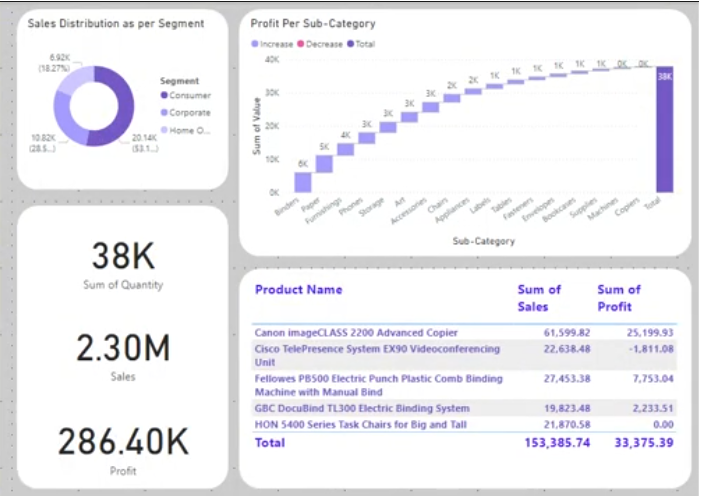 Sales Distribution as per Segment
6.92K
(18.27%)
10.82K
(28.5...)
20.14K
(53.1...)
Segment
Consumer
Corporate
Home O...
38K
Sum of Quantity
2.30M
Sales
286.40K
Profit
Profit Per Sub-Category
Increase Decrease Total
Sum of Value
40K
30K
20K
10K
0K
6K 5K 4K 3K 3K 3K 3K 2K 2K 1K 1K 1K 1K 1K 1K 0K 0K 38K
Binders Paper Furnishings Phones Storage Art Accessories Chairs Appliances Labels Tables Fasteners Envelopes Bookcases Supplies Machines Copiers Total
Sub-Category
Product Name Sum of Sum of
Sales Profit
Canon imageCLASS 2200 Advanced Copier 61,599.82 25,199.93
Cisco TelePresence System EX90 Videoconferencing 22,638.48 -1,811.08
Unit
Fellowes PB500 Electric Punch Plastic Comb Binding 27,453.38 7,753.04
Machine with Manual Bind
GBC DocuBind TL300 Electric Binding System 19,823.48 2,233.51
HON 5400 Series Task Chairs for Big and Tall 21,870.58 0.00
Total 153,385.74 33,375.39